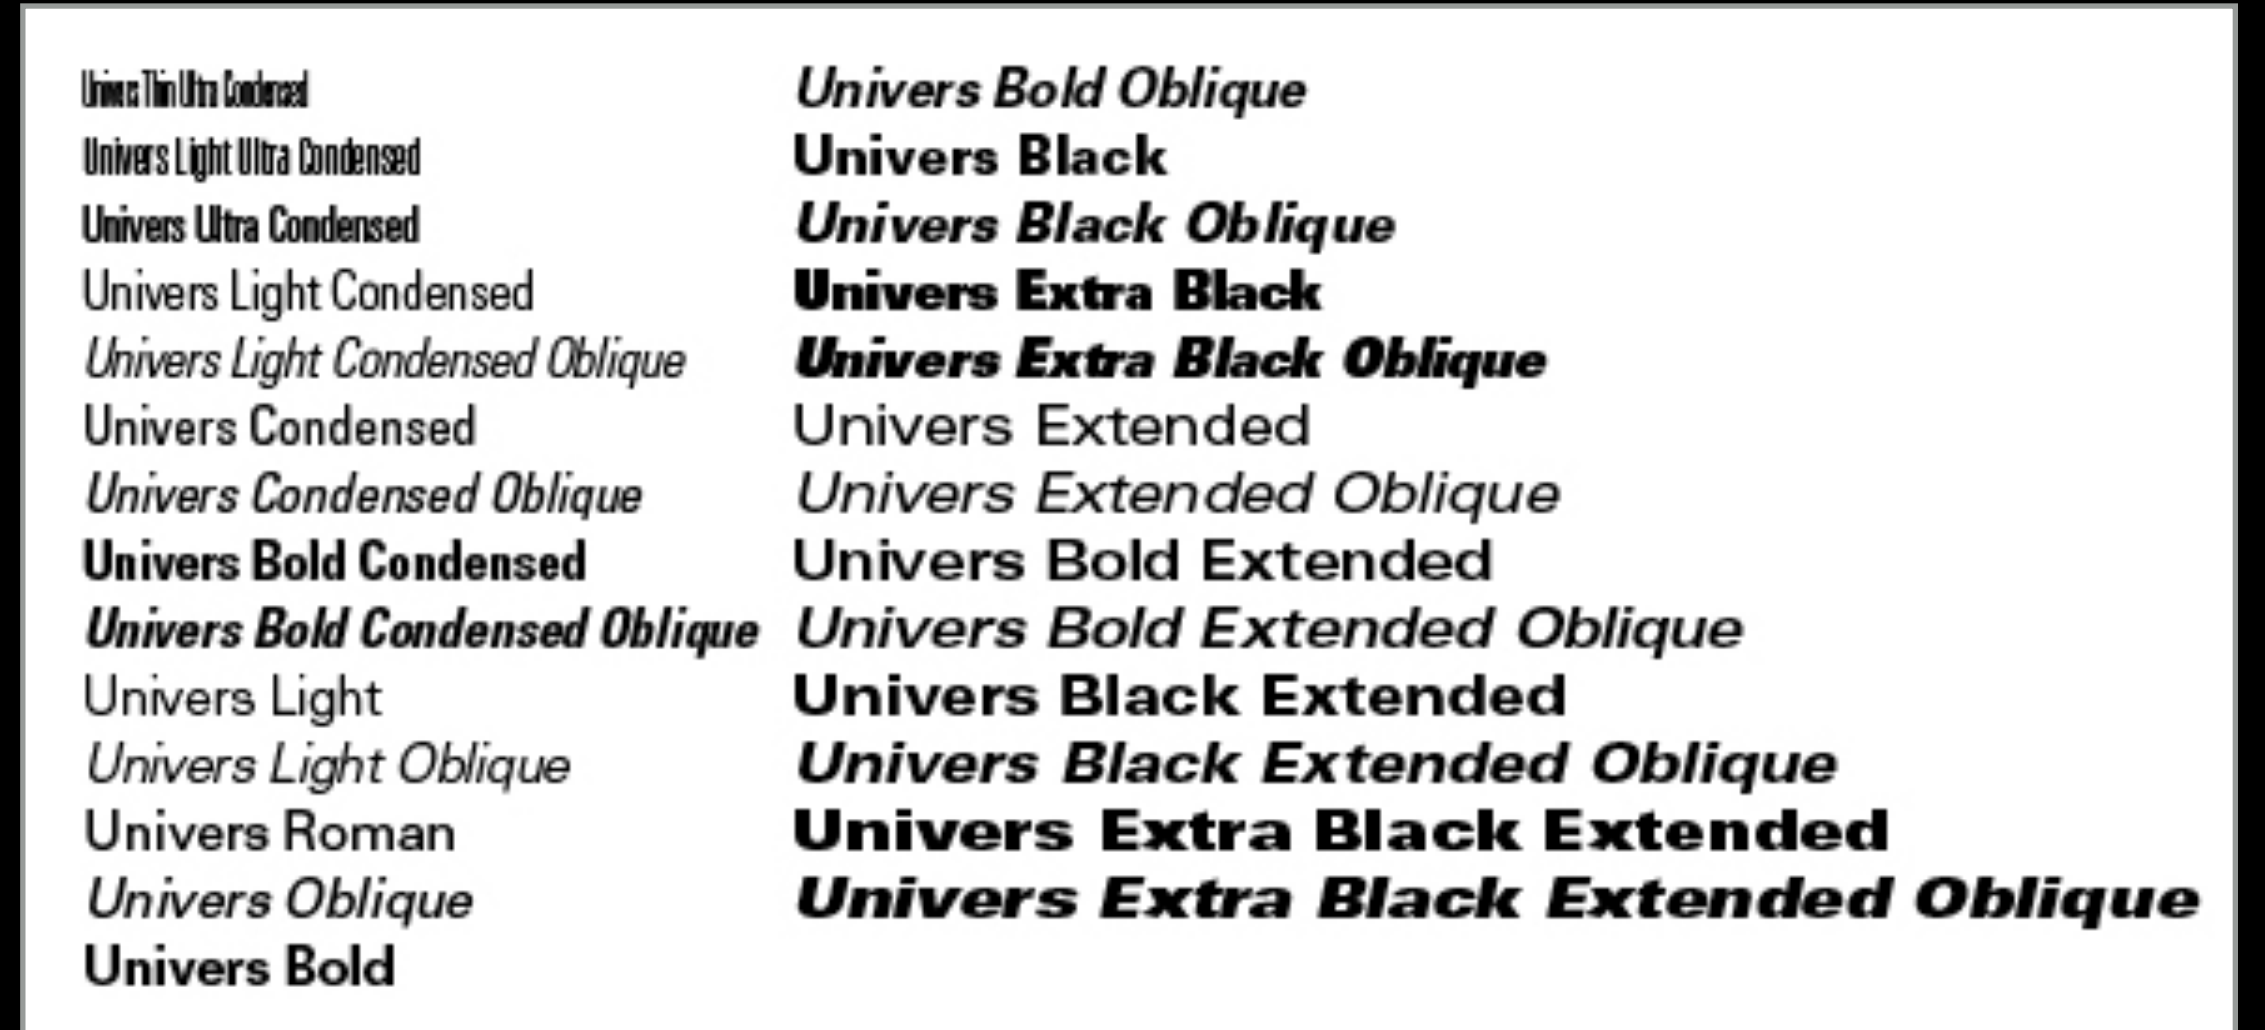 Univers Thin Ultra Condensed
Univers Light Ultra Condensed
Univers Ultra Condensed
Univers Light Condensed
Univers Light Condensed Oblique
Univers Condensed
Univers Condensed Oblique
Univers Bold Condensed
Univers Bold Condensed Oblique
Univers Light
Univers Light Oblique
Univers Roman
Univers Oblique
Univers Bold
Univers Bold Oblique
Univers Black
Univers Black Oblique
Univers Extra Black
Univers Extra Black Oblique
Univers Extended
Univers Extended Oblique
Univers Bold Extended
Univers Bold Extended Oblique
Univers Black Extended
Univers Black Extended Oblique
Univers Extra Black Extended
Univers Extra Black Extended Oblique